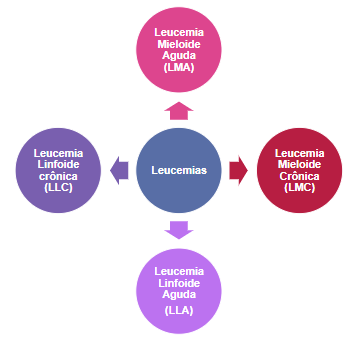 Leucemia
Mieloide
Aguda
(LMA)
Leucemia
Linfoide
crônica
(LLC)
Leucemias
Leucemia
Mieloide
Crônica
(LMC)
Leucemia
Linfoide
Aguda
(LLA)